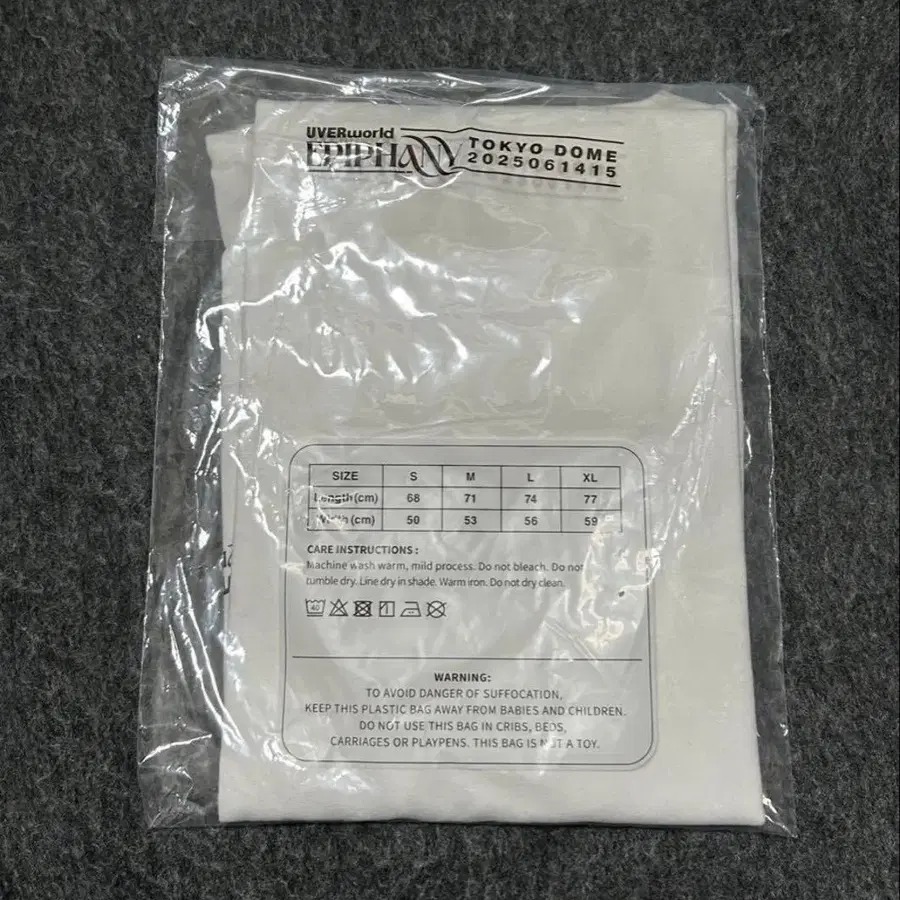 UVERworld
EPIPHANY
TOKYO DOME
2025061415
SIZE S M L XL
Length (cm) 68 71 74 77
Width (cm) 50 53 56 59
CARE INSTRUCTIONS :
Machine wash warm, mild process. Do not bleach. Do not
tumble dry. Line dry in shade. Warm iron. Do not dry clean.
40
WARNING:
TO AVOID DANGER OF SUFFOCATION,
KEEP THIS PLASTIC BAG AWAY FROM BABIES AND CHILDREN.
DO NOT USE THIS BAG IN CRIBS, BEDS,
CARRIAGES OR PLAYPENS. THIS BAG IS NOT A TOY.